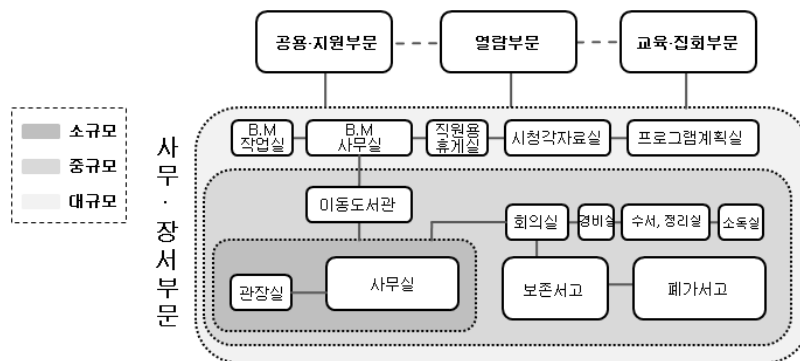 공용·지원부문
열람부문
교육·집회부문
소규모
중규모
대규모
사무·장서부문
B.M
작업실
B.M
사무실
직원용
휴게실
시청각자료실
프로그램계획실
이동도서관
회의실
경비실
수서, 정리실
소독실
관장실
사무실
보존서고
폐가서고